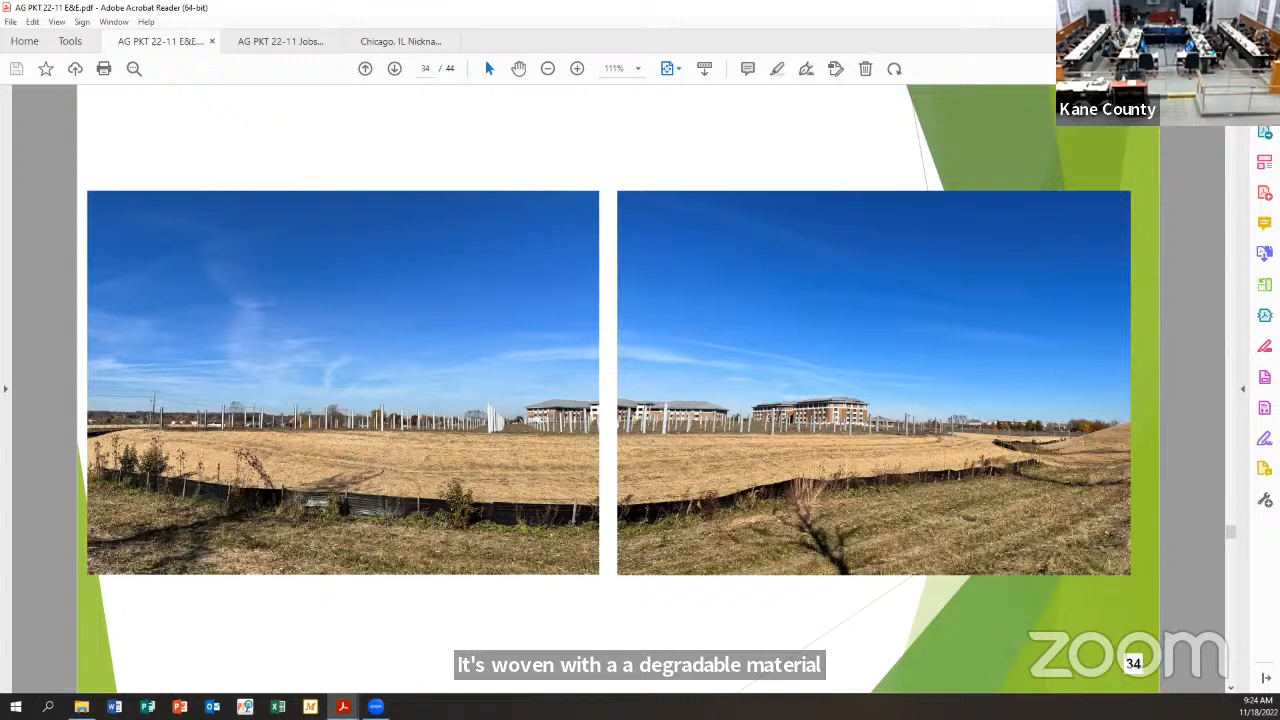 AG PKT 22-11 E&E.pdf - Adobe Acrobat Reader (64-bit)
File Edit View Sign Window Help
Home Tools AG PKT 22-11 E&E... × AG PKT 22-11 Jobs... Chicago, IL Nickna...
34 / 44 111%
Kane County
It's woven with a a degradable material
zoom
34
9:24 AM
11/18/2022